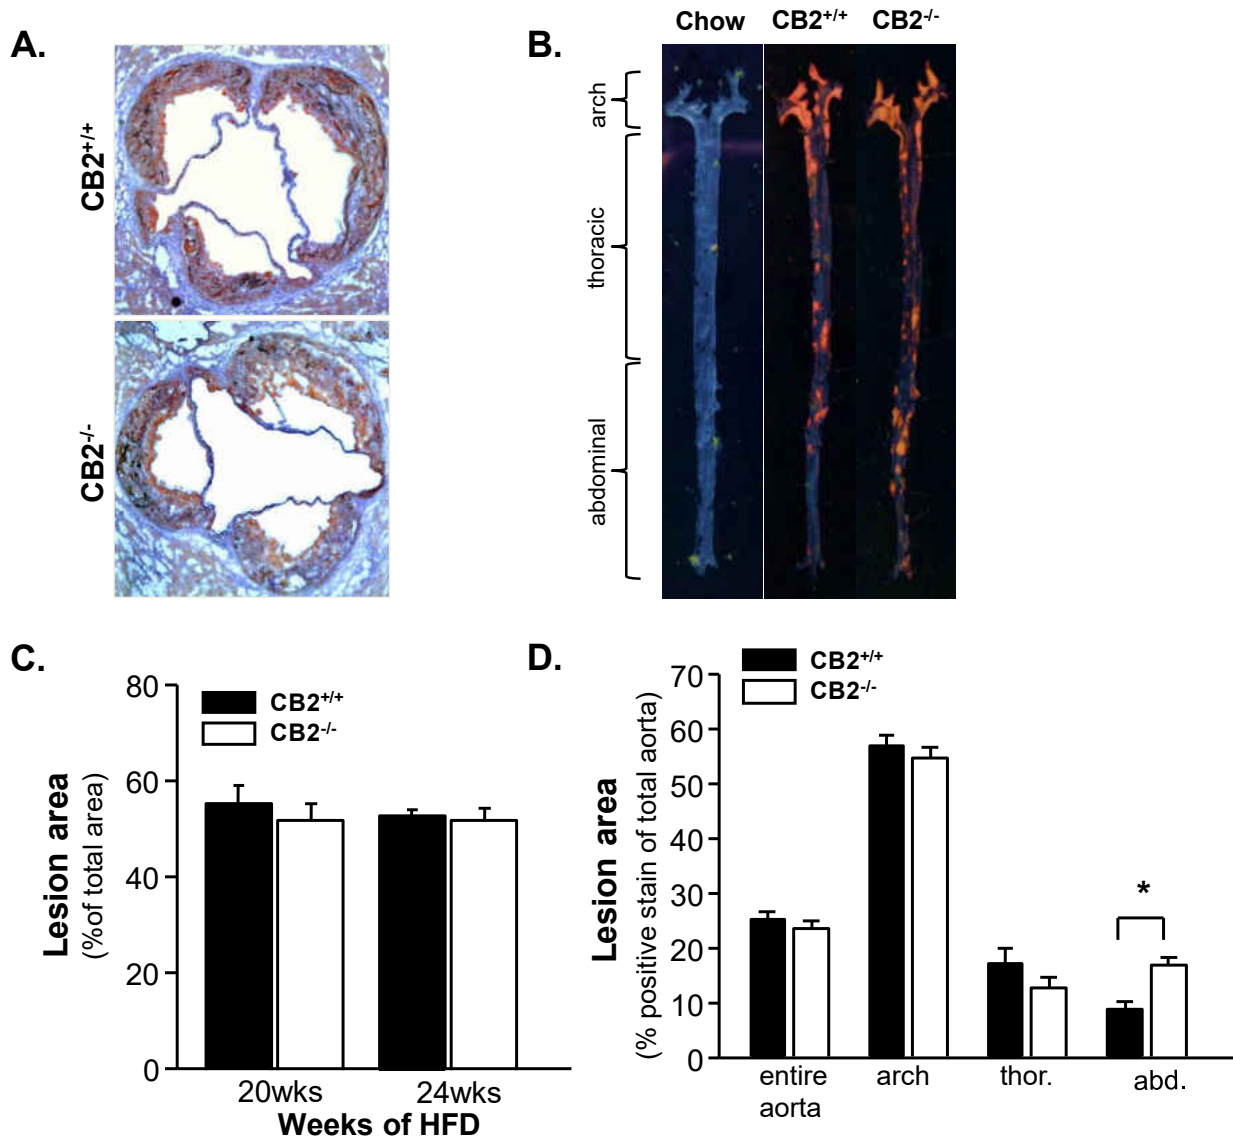 A.
CB2+/+
CB2-/-
B.
Chow CB2+/+ CB2-/-
arch
thoracic
abdominal
C.
CB2+/+
CB2-/-
80
60
40
20
0
Lesion area
(%of total area)
20wks 24wks
Weeks of HFD
D.
CB2+/+
CB2-/-
70
60
50
40
30
20
10
0
Lesion area
(% positive stain of total aorta)
*
entire arch thor. abd.
aorta